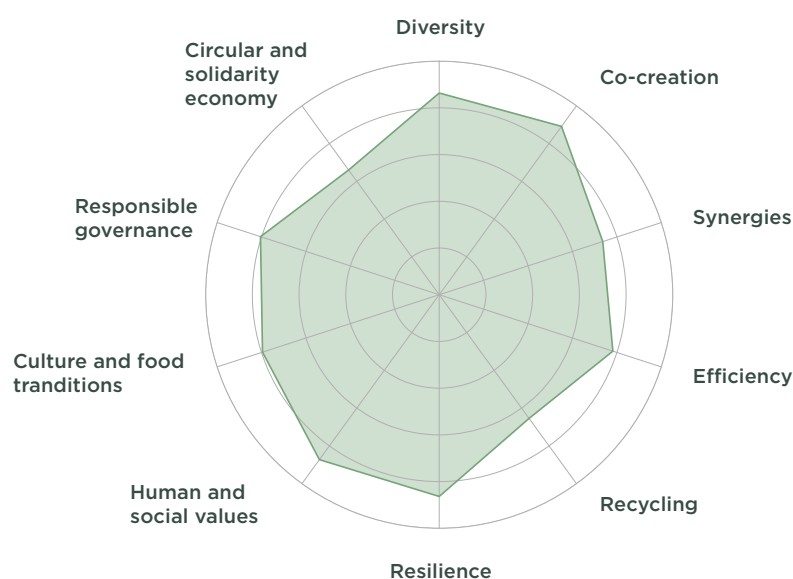 Diversity
Co-creation
Synergies
Efficiency
Recycling
Resilience
Human and
social values
Culture and food
tranditions
Responsible
governance
Circular and
solidarity
economy